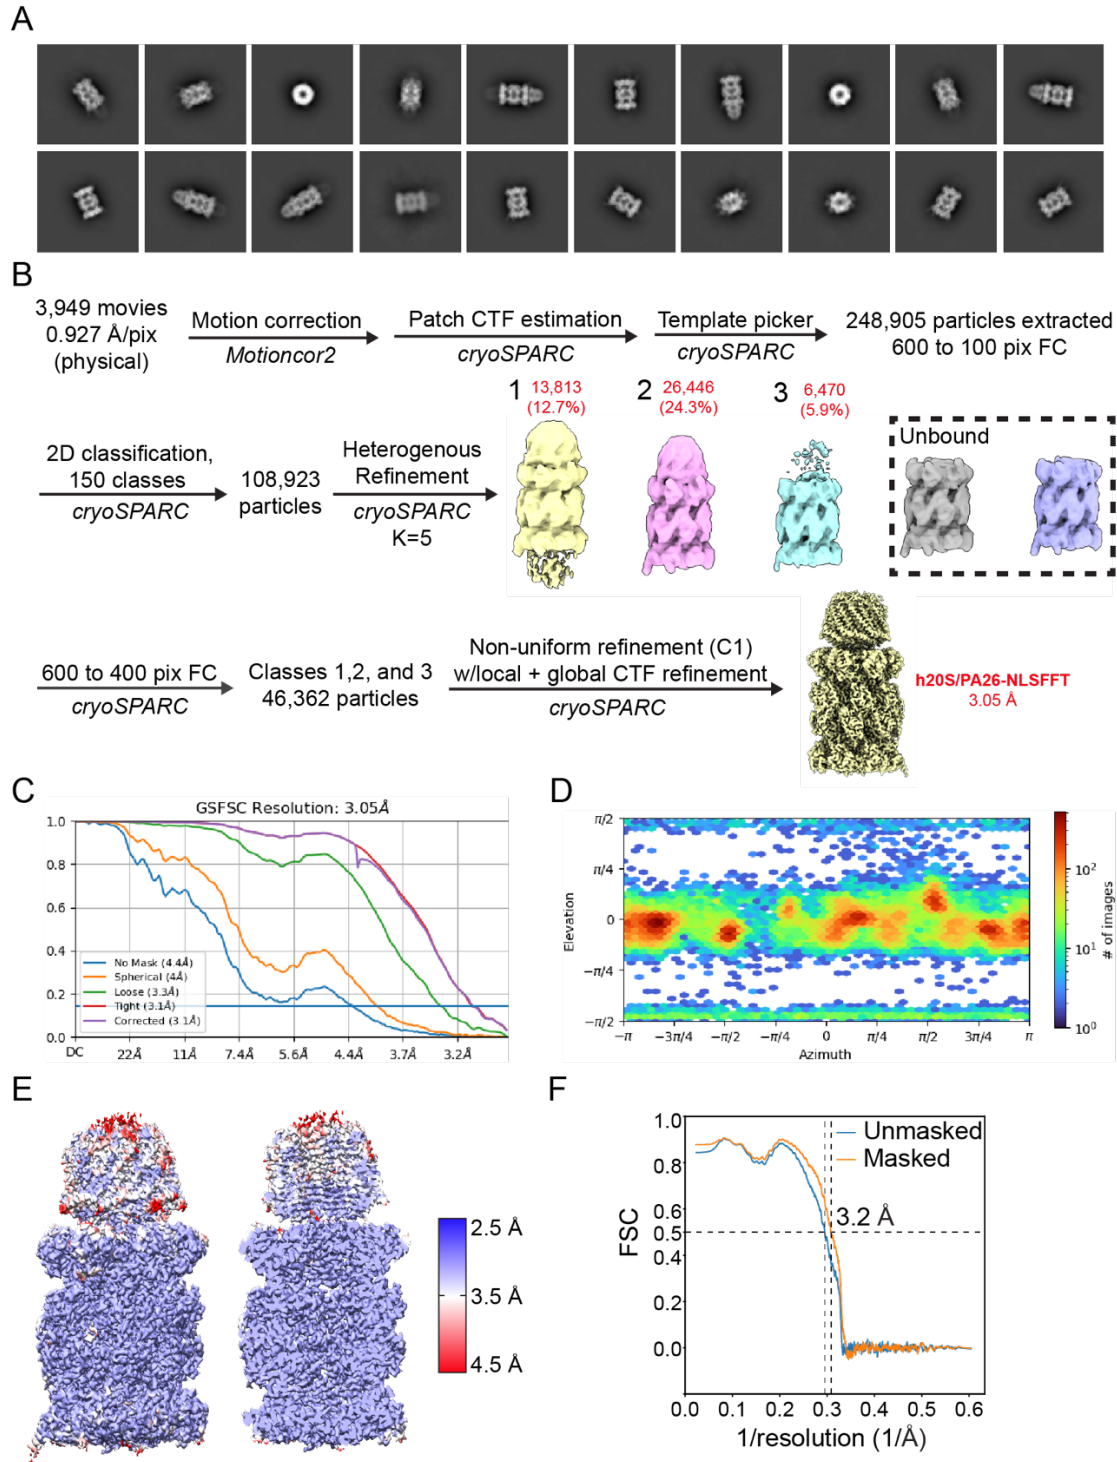 A
B
3,949 movies
0.927 Å/pix
(physical)
Motion correction
Motioncor2
Patch CTF estimation
cryoSPARC
Template picker
cryoSPARC
248,905 particles extracted
600 to 100 pix FC
2D classification,
150 classes
cryoSPARC
108,923
particles
Heterogenous
Refinement
cryoSPARC
K=5
1 13,813
(12.7%)
2 26,446
(24.3%)
3 6,470
(5.9%)
Unbound
600 to 400 pix FC
cryoSPARC
Classes 1,2, and 3
46,362 particles
Non-uniform refinement (C1)
w/local + global CTF refinement
cryoSPARC
h20S/PA26-NLSFFT
3.05 Å
C
GSFSC Resolution: 3.05Å
1.0
0.8
0.6
0.4
0.2
0.0
No Mask (4.4Å)
Spherical (4Å)
Loose (3.3Å)
Tight (3.1Å)
Corrected (3.1Å)
DC 22Å 11Å 7.4Å 5.6Å 4.4Å 3.7Å 3.2Å
D
π/2
π/4
0
−π/4
−π/2
Elevation
−π −3π/4 −π/2 −π/4 0 π/4 π/2 3π/4 π
Azimuth
10²
10¹
10⁰
# of images
E
2.5 Å
3.5 Å
4.5 Å
F
1.0
0.8
0.6
0.5
0.4
0.2
0.0
FSC
Unmasked
Masked
3.2 Å
0.0 0.1 0.2 0.3 0.4 0.5 0.6
1/resolution (1/Å)